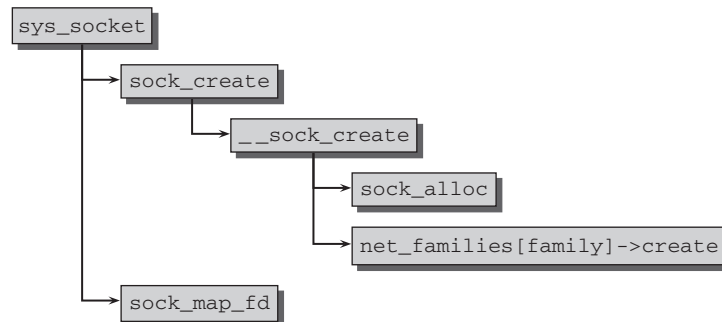 sys_socket
sock_create
__sock_create
sock_alloc
net_families[family]->create
sock_map_fd